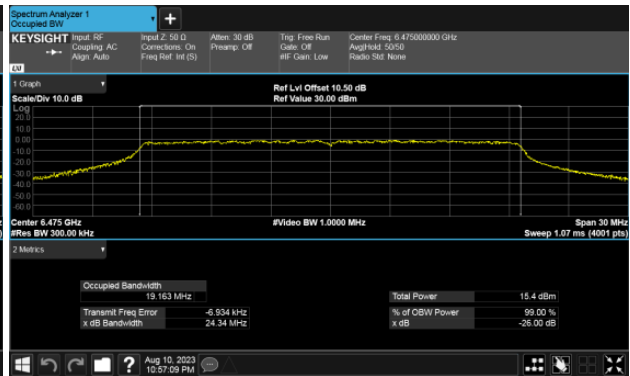 Spectrum Analyzer 1
Occupied BW
KEYSIGHT
Input: RF
Coupling: AC
Align: Auto
Input Z: 50 Ω
Corrections: On
Freq Ref: Int (S)
Atten: 30 dB
Preamp: Off
Trig: Free Run
Gate: Off
#IF Gain: Low
Center Freq: 6.475000000 GHz
Avg|Hold: 50/50
Radio Std: None
LXI
1 Graph
Scale/Div 10.0 dB
Ref Lvl Offset 10.50 dB
Ref Value 30.00 dBm
Log
20.0
10.0
0.00
-10.0
-20.0
-30.0
-40.0
-50.0
-60.0
Center 6.475 GHz
#Res BW 300.00 kHz
#Video BW 1.0000 MHz
Span 30 MHz
Sweep 1.07 ms (4001 pts)
2 Metrics
Occupied Bandwidth
19.163 MHz
Transmit Freq Error -6.934 kHz
x dB Bandwidth 24.34 MHz
Total Power 15.4 dBm
% of OBW Power 99.00 %
x dB -26.00 dB
?
Aug 10, 2023
10:57:09 PM